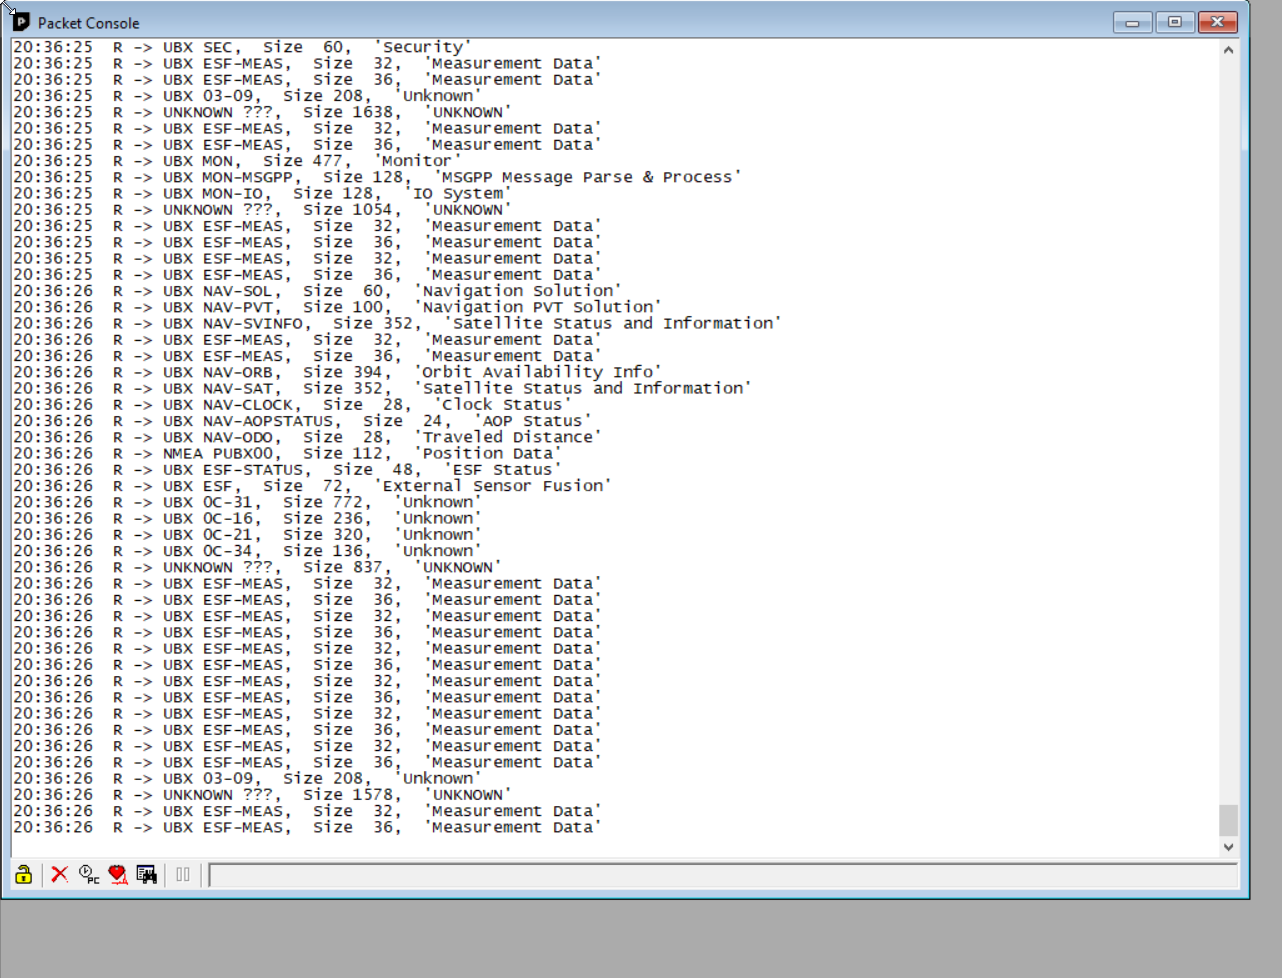 Packet Console
20:36:25  R -> UBX SEC,  Size  60,  'Security'
20:36:25  R -> UBX ESF-MEAS,  Size  32,  'Measurement Data'
20:36:25  R -> UBX ESF-MEAS,  Size  36,  'Measurement Data'
20:36:25  R -> UBX 03-09,  Size 208,  'Unknown'
20:36:25  R -> UNKNOWN ???,  Size 1638,  'UNKNOWN'
20:36:25  R -> UBX ESF-MEAS,  Size  32,  'Measurement Data'
20:36:25  R -> UBX ESF-MEAS,  Size  36,  'Measurement Data'
20:36:25  R -> UBX MON,  Size 477,  'Monitor'
20:36:25  R -> UBX MON-MSGPP,  Size 128,  'MSGPP Message Parse & Process'
20:36:25  R -> UBX MON-IO,  Size 128,  'IO System'
20:36:25  R -> UNKNOWN ???,  Size 1054,  'UNKNOWN'
20:36:25  R -> UBX ESF-MEAS,  Size  32,  'Measurement Data'
20:36:25  R -> UBX ESF-MEAS,  Size  36,  'Measurement Data'
20:36:25  R -> UBX ESF-MEAS,  Size  32,  'Measurement Data'
20:36:25  R -> UBX ESF-MEAS,  Size  36,  'Measurement Data'
20:36:26  R -> UBX NAV-SOL,  Size  60,  'Navigation Solution'
20:36:26  R -> UBX NAV-PVT,  Size 100,  'Navigation PVT Solution'
20:36:26  R -> UBX NAV-SVINFO,  Size 352,  'Satellite Status and Information'
20:36:26  R -> UBX ESF-MEAS,  Size  32,  'Measurement Data'
20:36:26  R -> UBX ESF-MEAS,  Size  36,  'Measurement Data'
20:36:26  R -> UBX NAV-ORB,  Size 394,  'Orbit Availability Info'
20:36:26  R -> UBX NAV-SAT,  Size 352,  'Satellite Status and Information'
20:36:26  R -> UBX NAV-CLOCK,  Size  28,  'Clock Status'
20:36:26  R -> UBX NAV-AOPSTATUS,  Size  24,  'AOP Status'
20:36:26  R -> UBX NAV-ODO,  Size  28,  'Traveled Distance'
20:36:26  R -> NMEA PUBX00,  Size 112,  'Position Data'
20:36:26  R -> UBX ESF-STATUS,  Size  48,  'ESF Status'
20:36:26  R -> UBX ESF,  Size  72,  'External Sensor Fusion'
20:36:26  R -> UBX 0C-31,  Size 772,  'Unknown'
20:36:26  R -> UBX 0C-16,  Size 236,  'Unknown'
20:36:26  R -> UBX 0C-21,  Size 320,  'Unknown'
20:36:26  R -> UBX 0C-34,  Size 136,  'Unknown'
20:36:26  R -> UNKNOWN ???,  Size 837,  'UNKNOWN'
20:36:26  R -> UBX ESF-MEAS,  Size  32,  'Measurement Data'
20:36:26  R -> UBX ESF-MEAS,  Size  36,  'Measurement Data'
20:36:26  R -> UBX ESF-MEAS,  Size  32,  'Measurement Data'
20:36:26  R -> UBX ESF-MEAS,  Size  36,  'Measurement Data'
20:36:26  R -> UBX ESF-MEAS,  Size  32,  'Measurement Data'
20:36:26  R -> UBX ESF-MEAS,  Size  36,  'Measurement Data'
20:36:26  R -> UBX ESF-MEAS,  Size  32,  'Measurement Data'
20:36:26  R -> UBX ESF-MEAS,  Size  36,  'Measurement Data'
20:36:26  R -> UBX ESF-MEAS,  Size  32,  'Measurement Data'
20:36:26  R -> UBX ESF-MEAS,  Size  36,  'Measurement Data'
20:36:26  R -> UBX ESF-MEAS,  Size  32,  'Measurement Data'
20:36:26  R -> UBX ESF-MEAS,  Size  36,  'Measurement Data'
20:36:26  R -> UBX 03-09,  Size 208,  'Unknown'
20:36:26  R -> UNKNOWN ???,  Size 1578,  'UNKNOWN'
20:36:26  R -> UBX ESF-MEAS,  Size  32,  'Measurement Data'
20:36:26  R -> UBX ESF-MEAS,  Size  36,  'Measurement Data'
PC